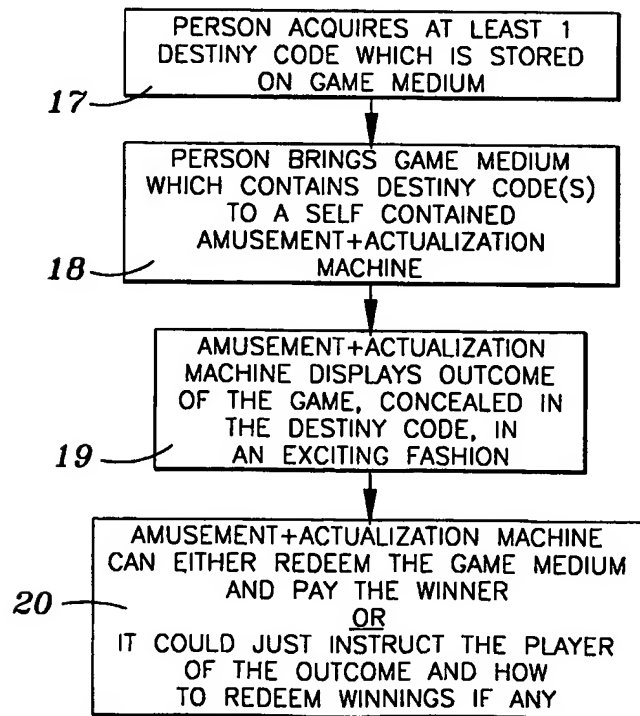 PERSON ACQUIRES AT LEAST 1
DESTINY CODE WHICH IS STORED
ON GAME MEDIUM
17
PERSON BRINGS GAME MEDIUM
WHICH CONTAINS DESTINY CODE(S)
TO A SELF CONTAINED
AMUSEMENT+ACTUALIZATION
MACHINE
18
AMUSEMENT+ACTUALIZATION
MACHINE DISPLAYS OUTCOME
OF THE GAME, CONCEALED IN
THE DESTINY CODE, IN
AN EXCITING FASHION
19
AMUSEMENT+ACTUALIZATION MACHINE
CAN EITHER REDEEM THE GAME MEDIUM
AND PAY THE WINNER
OR
IT COULD JUST INSTRUCT THE PLAYER
OF THE OUTCOME AND HOW
TO REDEEM WINNINGS IF ANY
20